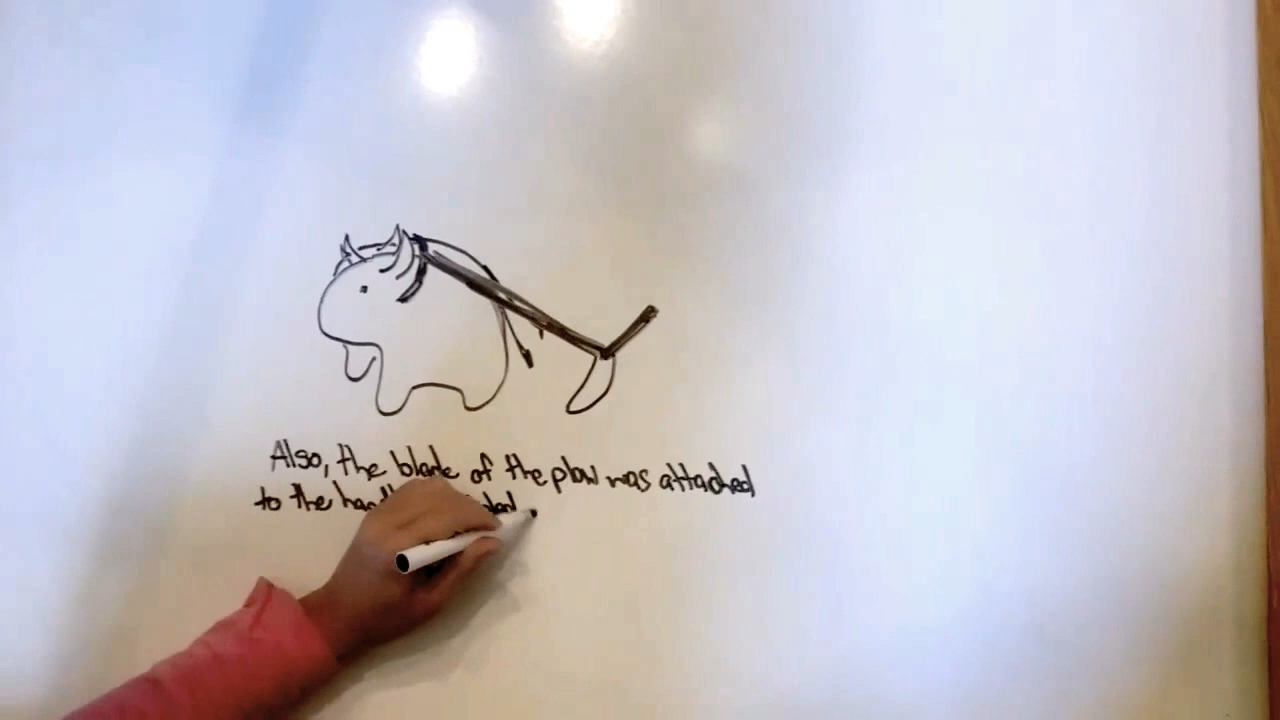 Also, the blade of the plow was attached
to the